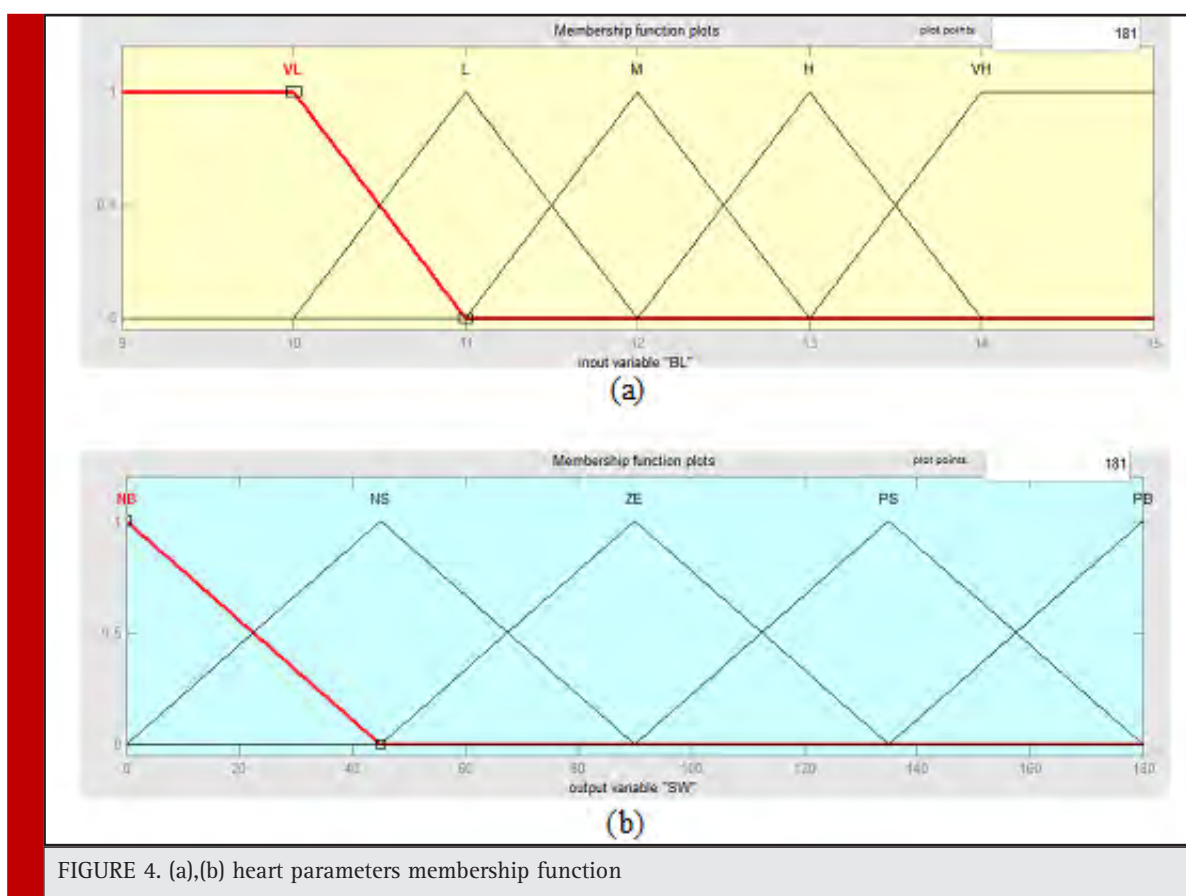 Membership function plots plot points: 181
VL L M H VH
1
0.5
0
9 10 11 12 13 14 15
input variable "BL"
(a)
Membership function plots plot points: 181
NB NS ZE PS PB
1
0.5
0
0 20 40 60 80 100 120 140 160 180
output variable "SW"
(b)
FIGURE 4. (a),(b) heart parameters membership function